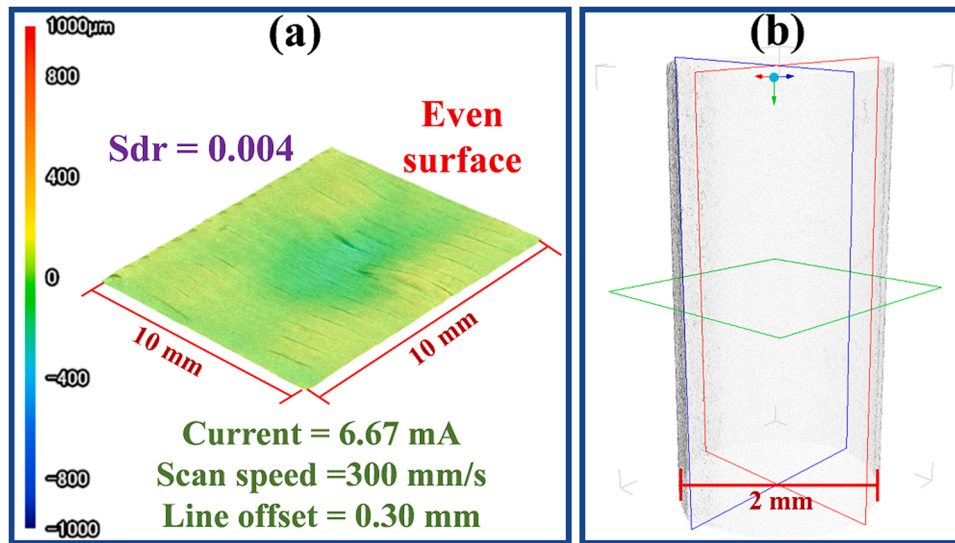 (a)
1000μm
800
400
0
−400
−800
−1000
Sdr = 0.004
Even
surface
10 mm
10 mm
Current = 6.67 mA
Scan speed =300 mm/s
Line offset = 0.30 mm
(b)
2 mm